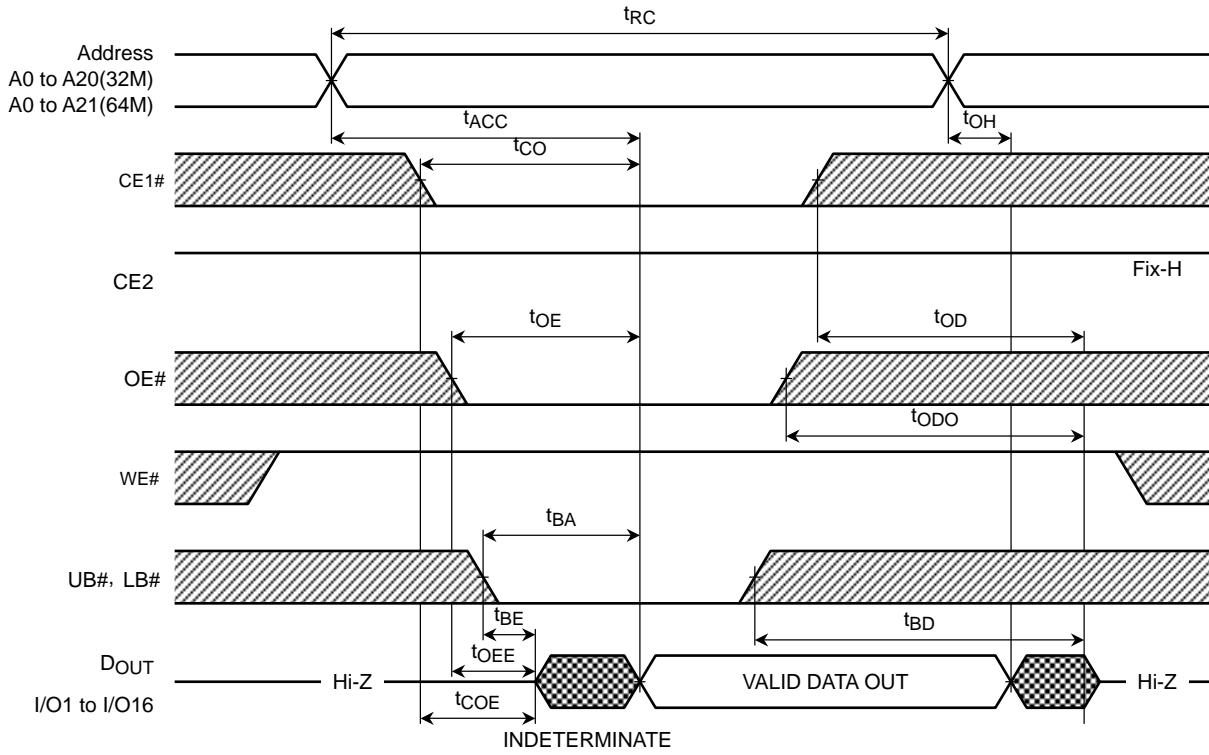 tRC
Address
A0 to A20(32M)
A0 to A21(64M)
tACC
tOH
tCO
CE1#
CE2
Fix-H
tOE
tOD
OE#
tODO
WE#
tBA
UB#, LB#
tBE
tBD
DOUT
tOEE
Hi-Z
VALID DATA OUT
Hi-Z
I/O1 to I/O16
tCOE
INDETERMINATE